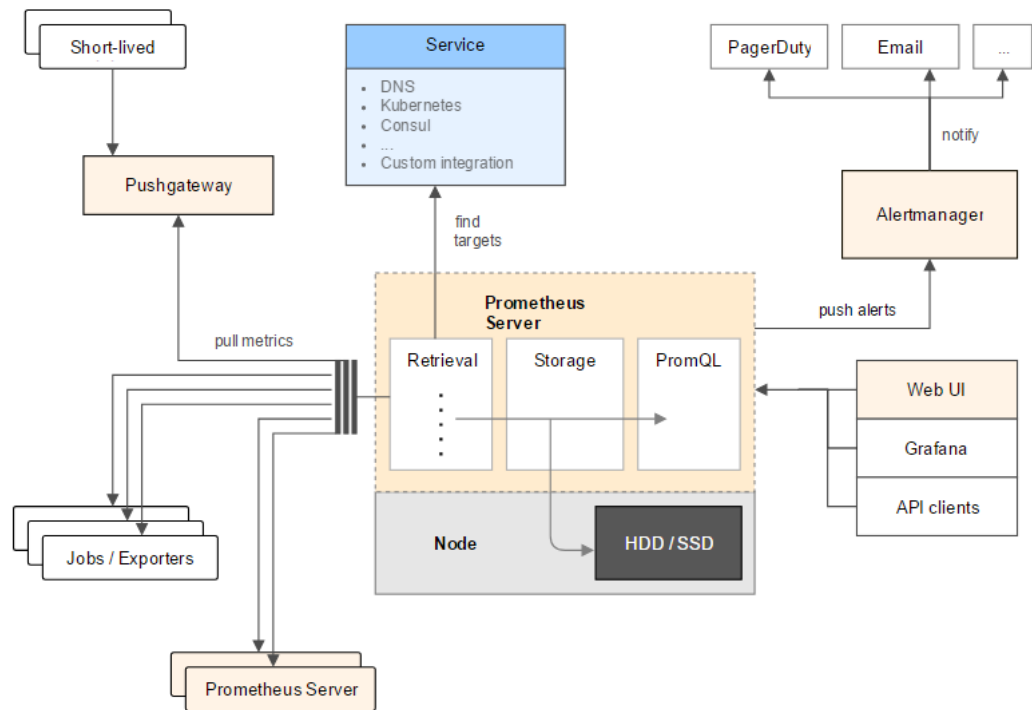 Short-lived
Service
PagerDuty
Email
...
DNS
Kubernetes
Consul
...
Custom integration
notify
Pushgateway
Alertmanager
find
targets
Prometheus
Server
push alerts
pull metrics
Retrieval
Storage
PromQL
Web UI
Grafana
API clients
Node
HDD / SSD
Jobs / Exporters
Prometheus Server